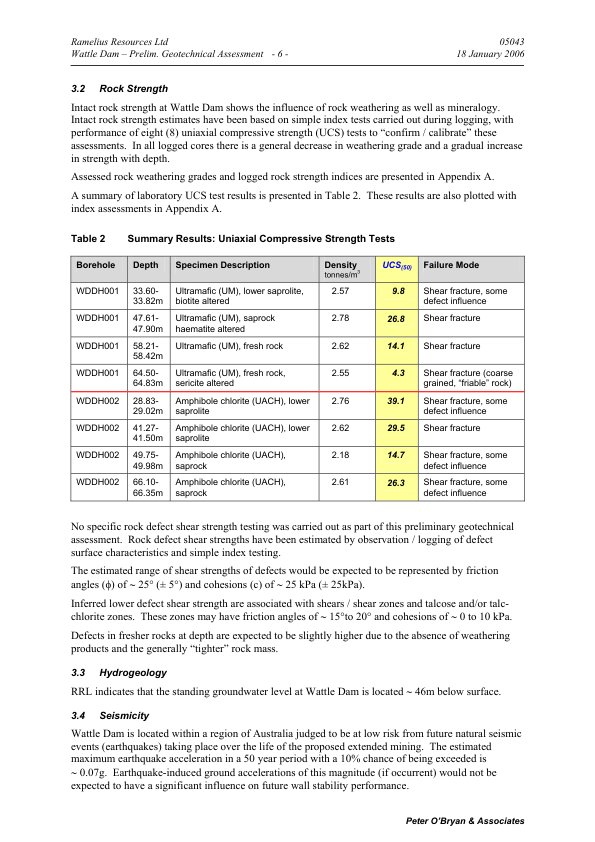 Ramelius Resources Ltd 05043
Wattle Dam – Prelim. Geotechnical Assessment - 6 - 18 January 2006
3.2 Rock Strength
Intact rock strength at Wattle Dam shows the influence of rock weathering as well as mineralogy.
Intact rock strength estimates have been based on simple index tests carried out during logging, with
performance of eight (8) uniaxial compressive strength (UCS) tests to “confirm / calibrate” these
assessments. In all logged cores there is a general decrease in weathering grade and a gradual increase
in strength with depth.
Assessed rock weathering grades and logged rock strength indices are presented in Appendix A.
A summary of laboratory UCS test results is presented in Table 2. These results are also plotted with
index assessments in Appendix A.
Table 2 Summary Results: Uniaxial Compressive Strength Tests
Borehole Depth Specimen Description Density UCS(50) Failure Mode
tonnes/m3
WDDH001 33.60- Ultramafic (UM), lower saprolite, 2.57 9.8 Shear fracture, some
33.82m biotite altered defect influence
WDDH001 47.61- Ultramafic (UM), saprock 2.78 26.8 Shear fracture
47.90m haematite altered
WDDH001 58.21- Ultramafic (UM), fresh rock 2.62 14.1 Shear fracture
58.42m
WDDH001 64.50- Ultramafic (UM), fresh rock, 2.55 4.3 Shear fracture (coarse
64.83m sericite altered grained, “friable” rock)
WDDH002 28.83- Amphibole chlorite (UACH), lower 2.76 39.1 Shear fracture, some
29.02m saprolite defect influence
WDDH002 41.27- Amphibole chlorite (UACH), lower 2.62 29.5 Shear fracture
41.50m saprolite
WDDH002 49.75- Amphibole chlorite (UACH), 2.18 14.7 Shear fracture, some
49.98m saprock defect influence
WDDH002 66.10- Amphibole chlorite (UACH), 2.61 26.3 Shear fracture, some
66.35m saprock defect influence
No specific rock defect shear strength testing was carried out as part of this preliminary geotechnical
assessment. Rock defect shear strengths have been estimated by observation / logging of defect
surface characteristics and simple index testing.
The estimated range of shear strengths of defects would be expected to be represented by friction
angles (ϕ) of ~ 25° (± 5°) and cohesions (c) of ~ 25 kPa (± 25kPa).
Inferred lower defect shear strength are associated with shears / shear zones and talcose and/or talc-
chlorite zones. These zones may have friction angles of ~ 15°to 20° and cohesions of ~ 0 to 10 kPa.
Defects in fresher rocks at depth are expected to be slightly higher due to the absence of weathering
products and the generally “tighter” rock mass.
3.3 Hydrogeology
RRL indicates that the standing groundwater level at Wattle Dam is located ~ 46m below surface.
3.4 Seismicity
Wattle Dam is located within a region of Australia judged to be at low risk from future natural seismic
events (earthquakes) taking place over the life of the proposed extended mining. The estimated
maximum earthquake acceleration in a 50 year period with a 10% chance of being exceeded is
~ 0.07g. Earthquake-induced ground accelerations of this magnitude (if occurrent) would not be
expected to have a significant influence on future wall stability performance.
Peter O’Bryan & Associates